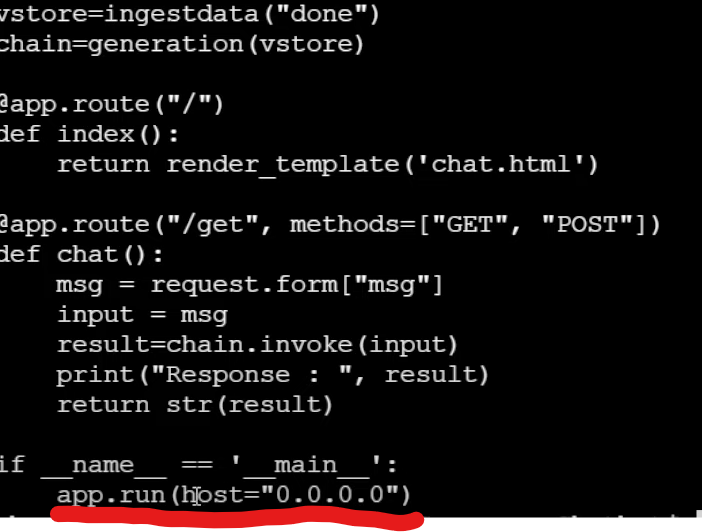 vstore=ingestdata("done")
chain=generation(vstore)
@app.route("/")
def index():
    return render_template('chat.html')
@app.route("/get", methods=["GET", "POST"])
def chat():
    msg = request.form["msg"]
    input = msg
    result=chain.invoke(input)
    print("Response : ", result)
    return str(result)
if __name__ == '__main__':
    app.run(host="0.0.0.0")